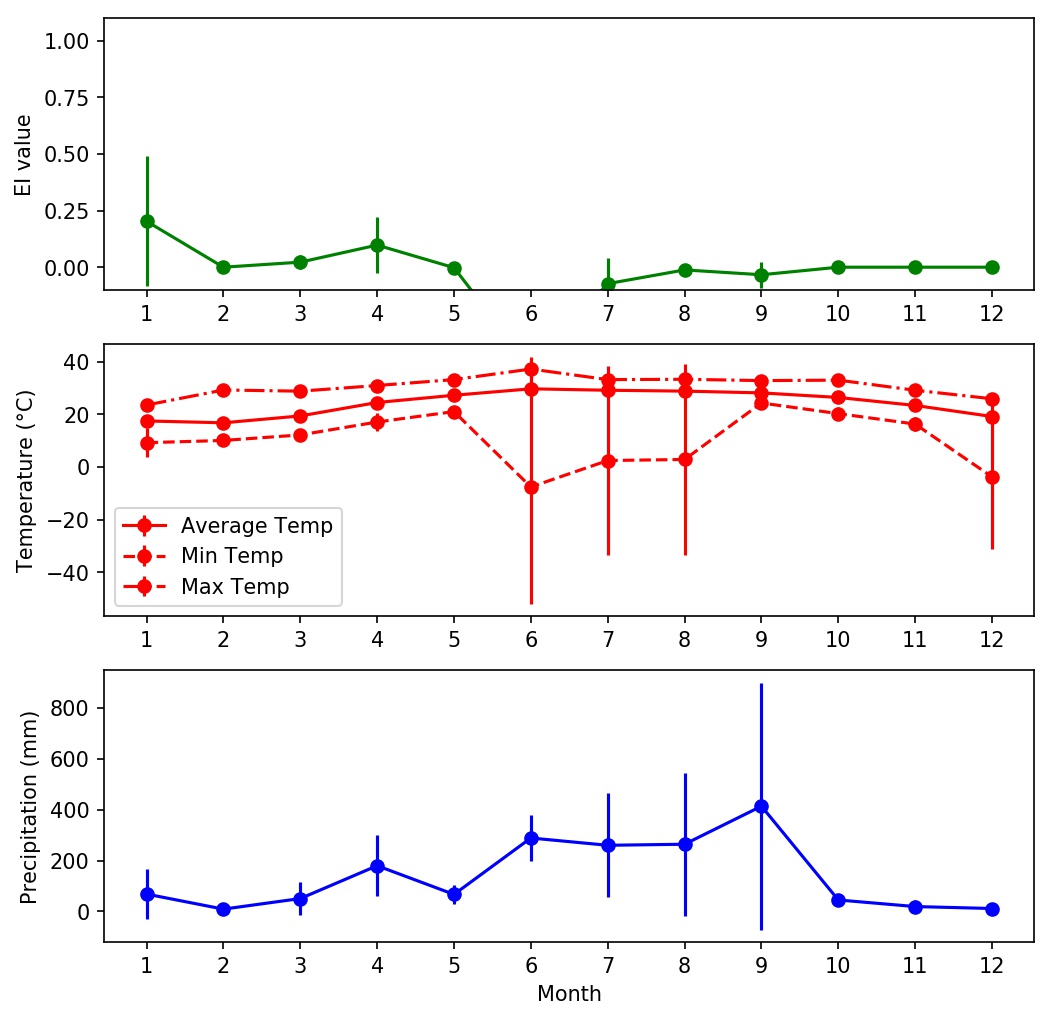 EI value
1.00
0.75
0.50
0.25
0.00
1 2 3 4 5 6 7 8 9 10 11 12
Temperature (°C)
40
20
0
−20
−40
Average Temp
Min Temp
Max Temp
1 2 3 4 5 6 7 8 9 10 11 12
Precipitation (mm)
800
600
400
200
0
1 2 3 4 5 6 7 8 9 10 11 12
Month